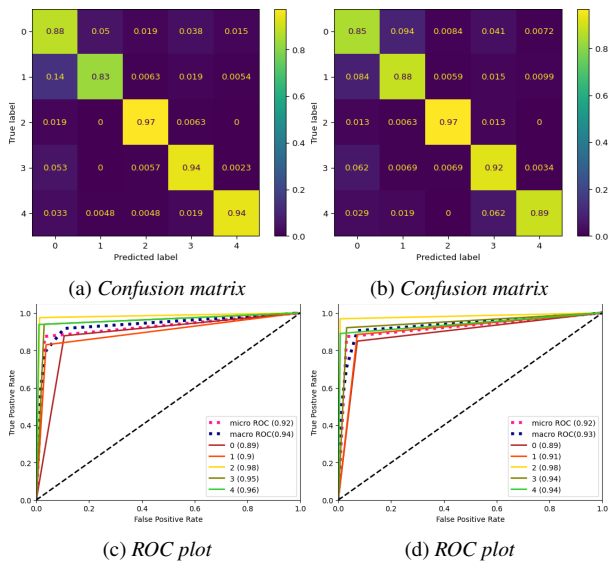 0 0.88 0.05 0.019 0.038 0.015
1 0.14 0.83 0.0063 0.019 0.0054
2 0.019 0 0.97 0.0063 0
3 0.053 0 0.0057 0.94 0.0023
4 0.033 0.0048 0.0048 0.019 0.94
0 1 2 3 4
True label
Predicted label
0.8
0.6
0.4
0.2
0.0
(a) Confusion matrix
0 0.85 0.094 0.0084 0.041 0.0072
1 0.084 0.88 0.0059 0.015 0.0099
2 0.013 0.0063 0.97 0.013 0
3 0.062 0.0069 0.0069 0.92 0.0034
4 0.029 0.019 0 0.062 0.89
0 1 2 3 4
True label
Predicted label
0.8
0.6
0.4
0.2
0.0
(b) Confusion matrix
1.0
0.8
0.6
0.4
0.2
0.0
True Positive Rate
micro ROC (0.92)
macro ROC(0.94)
0 (0.89)
1 (0.9)
2 (0.98)
3 (0.95)
4 (0.96)
0.0 0.2 0.4 0.6 0.8 1.0
False Positive Rate
(c) ROC plot
1.0
0.8
0.6
0.4
0.2
0.0
True Positive Rate
micro ROC (0.92)
macro ROC(0.93)
0 (0.89)
1 (0.91)
2 (0.98)
3 (0.94)
4 (0.94)
0.0 0.2 0.4 0.6 0.8 1.0
False Positive Rate
(d) ROC plot